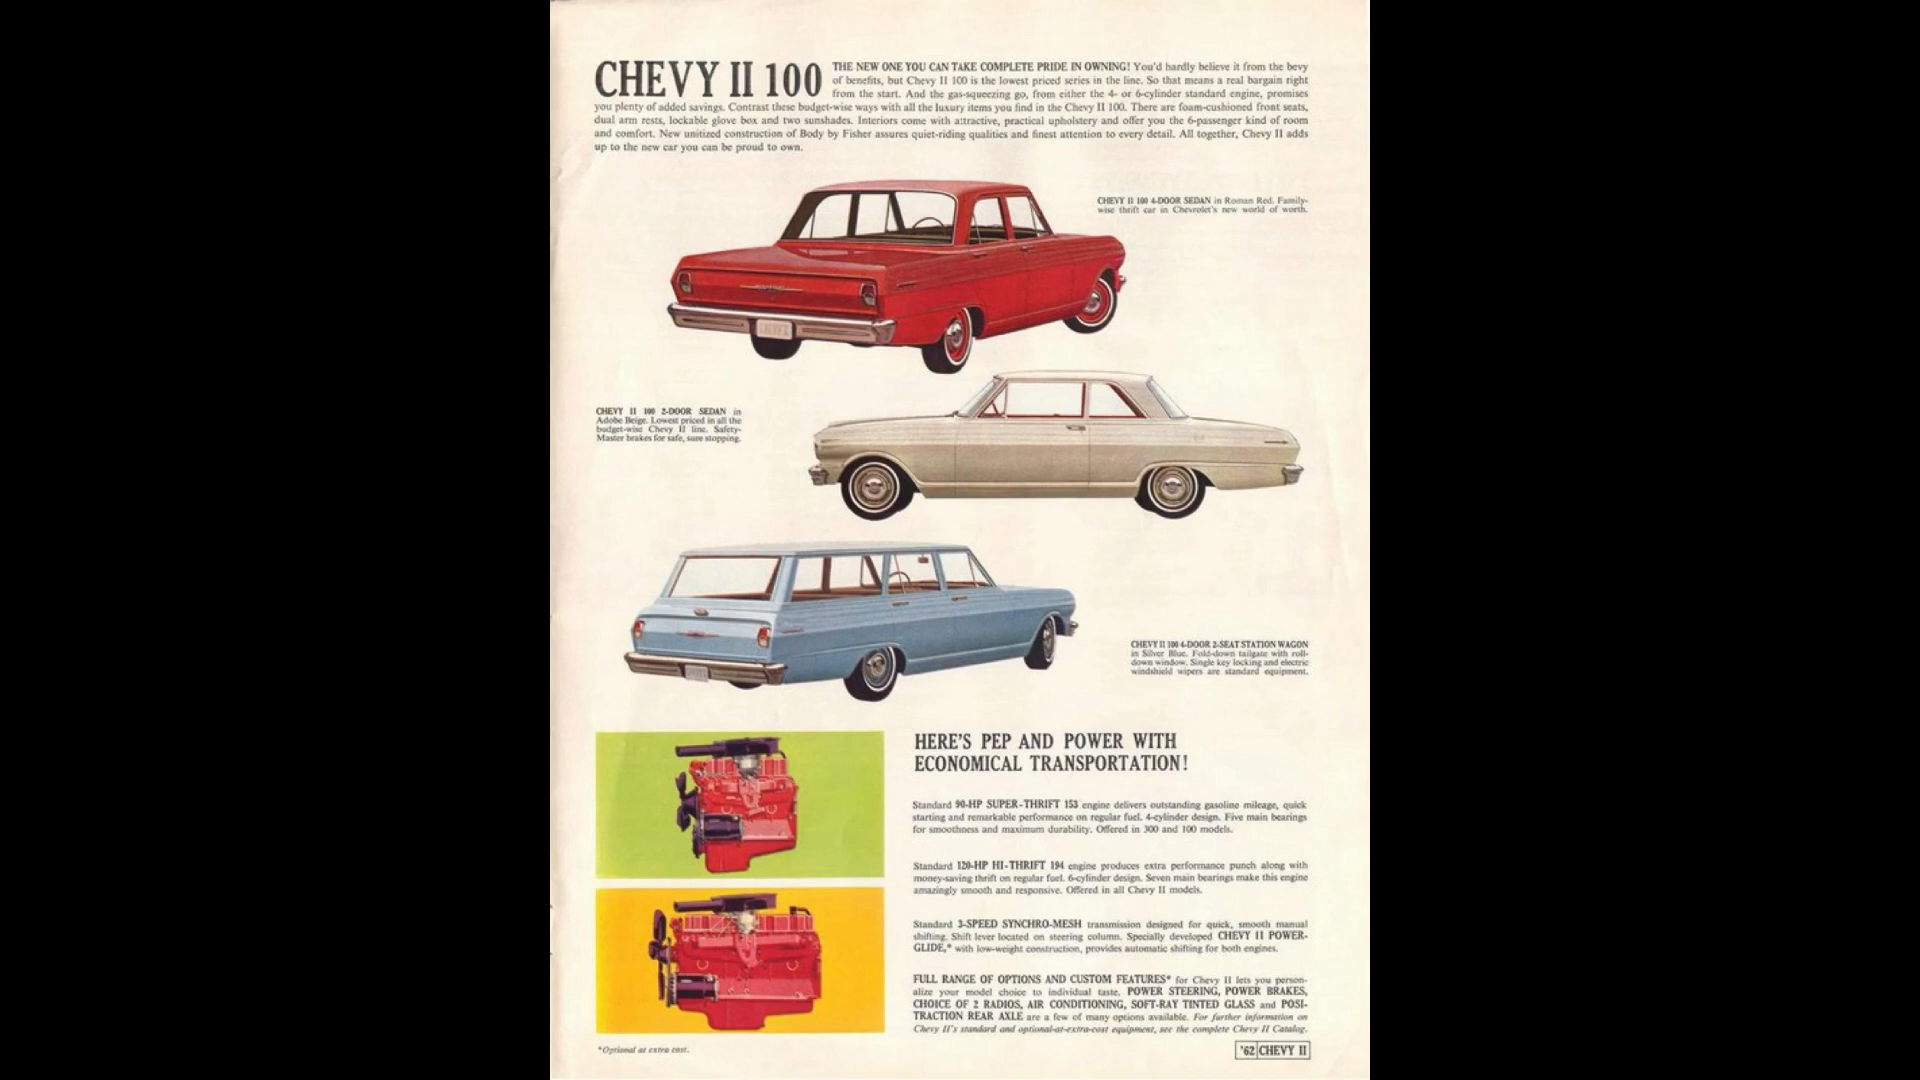 CHEVY II 100
THE NEW ONE YOU CAN TAKE COMPLETE PRIDE IN OWNING! You'd hardly believe it from the bevy
of benefits, but Chevy II 100 is the lowest priced series in the line. So that means a real bargain right
from the start. And the gas-squeezing go, from either the 4- or 6-cylinder standard engine, promises
you plenty of added savings. Contrast these budget-wise ways with all the luxury items you find in the Chevy II 100. There are foam-cushioned front seats,
dual arm rests, lockable glove box and two sunshades. Interiors come with attractive, practical upholstery and offer you the 6-passenger kind of room
and comfort. New unitized construction of Body by Fisher assures quiet-riding qualities and finest attention to every detail. All together, Chevy II adds
up to the new car you can be proud to own.
CHEVY II 100 4-DOOR SEDAN in Roman Red. Family-
wise thrift car in Chevrolet's new world of worth.
CHEVY II
CHEVY II 100 2-DOOR SEDAN in
Adobe Beige. Lowest priced in all the
budget-wise Chevy II line. Safety-
Master brakes for safe, sure stopping.
CHEVY II 100 4-DOOR 2-SEAT STATION WAGON
in Silver Blue. Fold-down tailgate with roll-
down window. Single key locking and electric
windshield wipers are standard equipment.
HERE'S PEP AND POWER WITH
ECONOMICAL TRANSPORTATION!
Standard 90-HP SUPER-THRIFT 153 engine delivers outstanding gasoline mileage, quick
starting and remarkable performance on regular fuel. 4-cylinder design. Five main bearings
for smoothness and maximum durability. Offered in 300 and 100 models.
Standard 120-HP HI-THRIFT 194 engine produces extra performance punch along with
money-saving thrift on regular fuel. 6-cylinder design. Seven main bearings make this engine
amazingly smooth and responsive. Offered in all Chevy II models.
Standard 3-SPEED SYNCHRO-MESH transmission designed for quick, smooth manual
shifting. Shift lever located on steering column. Specially developed CHEVY II POWER-
GLIDE,* with low-weight construction, provides automatic shifting for both engines.
FULL RANGE OF OPTIONS AND CUSTOM FEATURES* for Chevy II lets you person-
alize your model choice to individual taste. POWER STEERING, POWER BRAKES,
CHOICE OF 2 RADIOS, AIR CONDITIONING, SOFT-RAY TINTED GLASS and POSI-
TRACTION REAR AXLE are a few of many options available. For further information on
Chevy II's standard and optional-at-extra-cost equipment, see the complete Chevy II Catalog.
*Optional at extra cost.
'62 CHEVY II